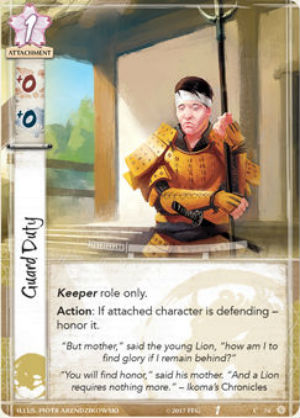 1
ATTACHMENT
+0
+0
Guard Duty
Keeper role only.
Action: If attached character is defending –
honor it.
"But mother," said the young Lion, "how am I to
find glory if I remain behind?"
"You will find honor," said his mother. "And a Lion
requires nothing more." – Ikoma's Chronicles
ILLUS. PIOTR ARENDZIKOWSKI
©2017 FFG
1